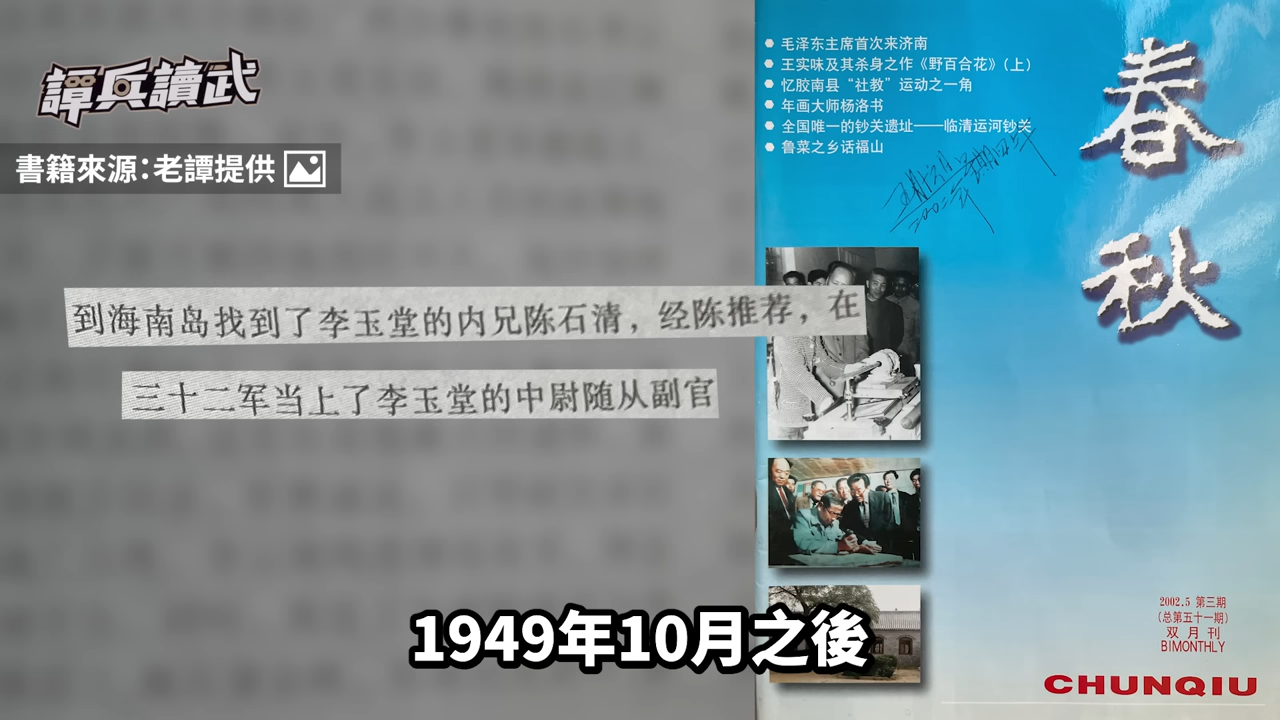 譚兵讀武
書籍來源：老譚提供
到海南岛找到了李玉堂的内兄陈石清，经陈推荐，在
三十二军当上了李玉堂的中尉随从副官
毛泽东主席首次来济南
王实味及其杀身之作《野百合花》（上）
忆胶南县“社教”运动之一角
年画大师杨洛书
全国唯一的钞关遗址——临清运河钞关
鲁菜之乡话福山
春秋
2002.5 第三期
（总第五十一期）
双月刊
BIMONTHLY
CHUNQIU
1949年10月之後